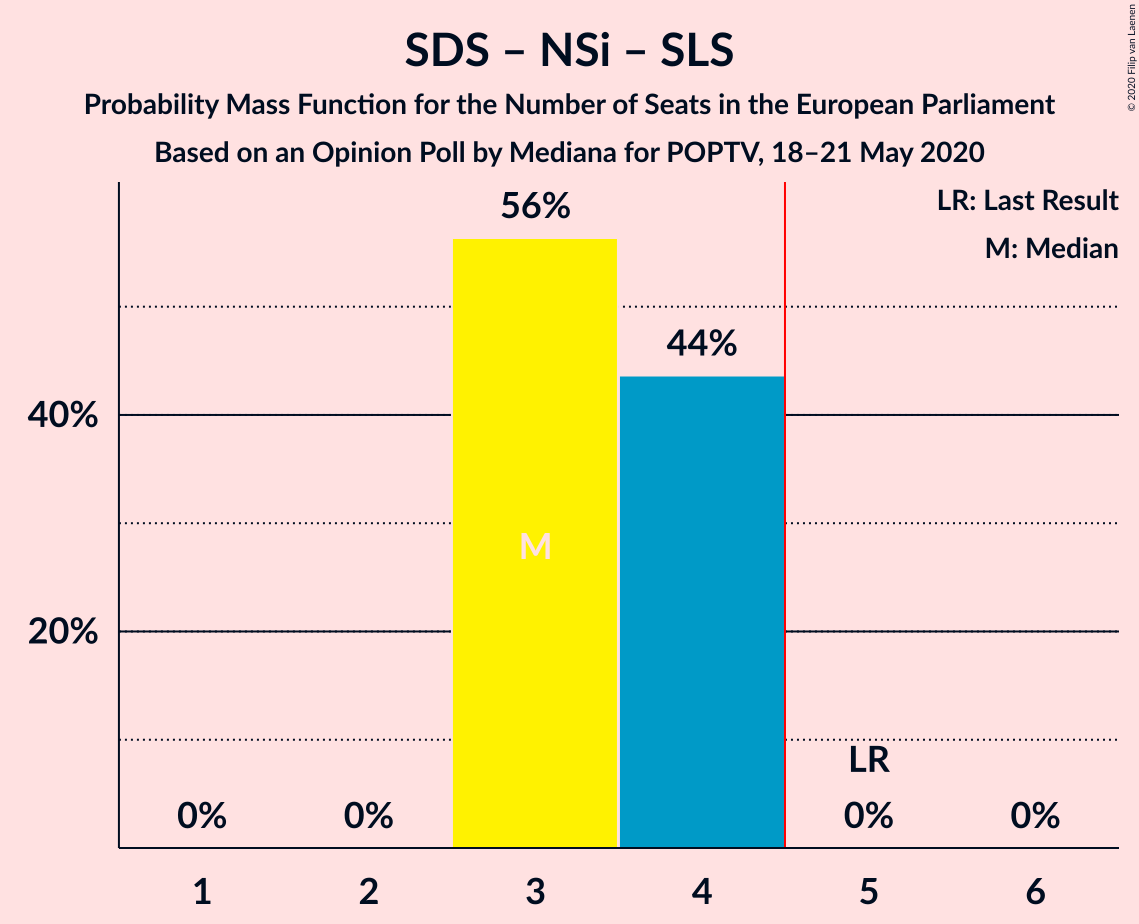 SDS – NSi – SLS
Probability Mass Function for the Number of Seats in the European Parliament
Based on an Opinion Poll by Mediana for POPTV, 18–21 May 2020
© 2020 Filip van Laenen
LR: Last Result
M: Median
56%
44%
40%
20%
M
LR
0%
0%
0%
0%
1
2
3
4
5
6